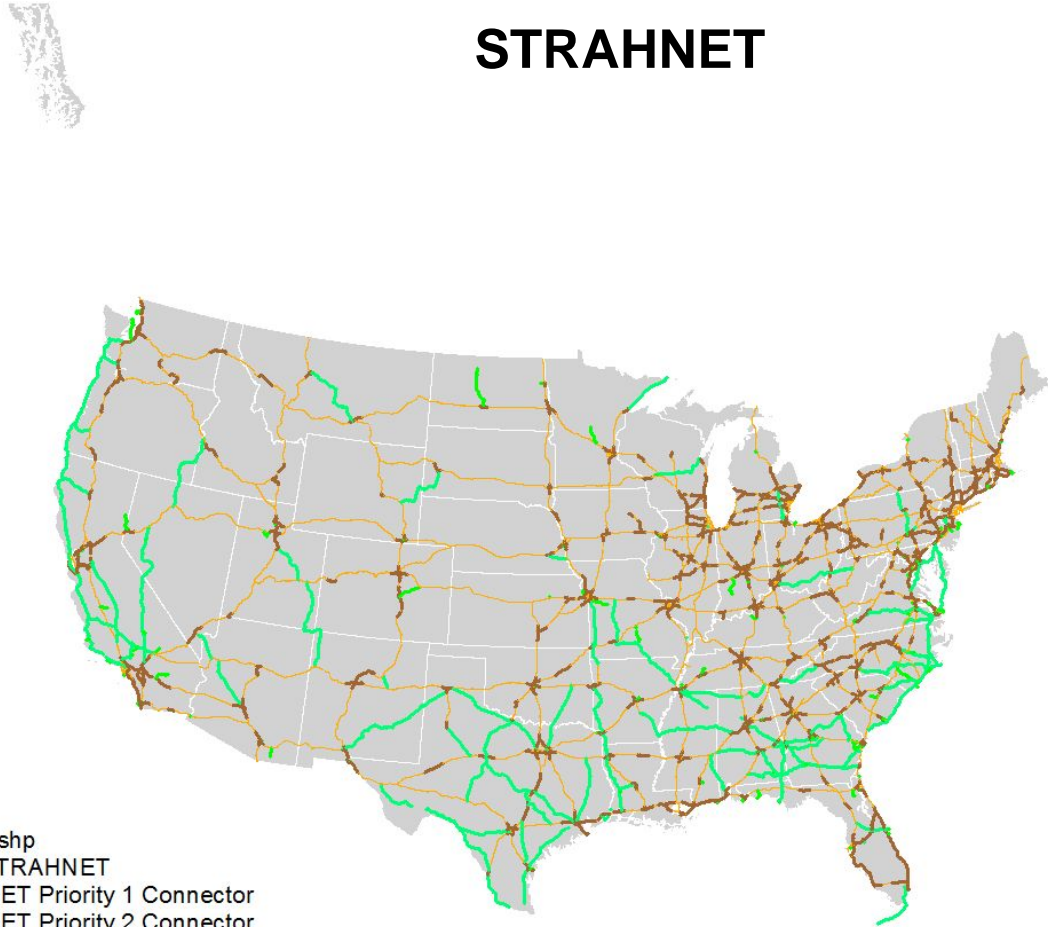 STRAHNET
shp
TRAHNET
ET Priority 1 Connector
ET Priority 2 Connector